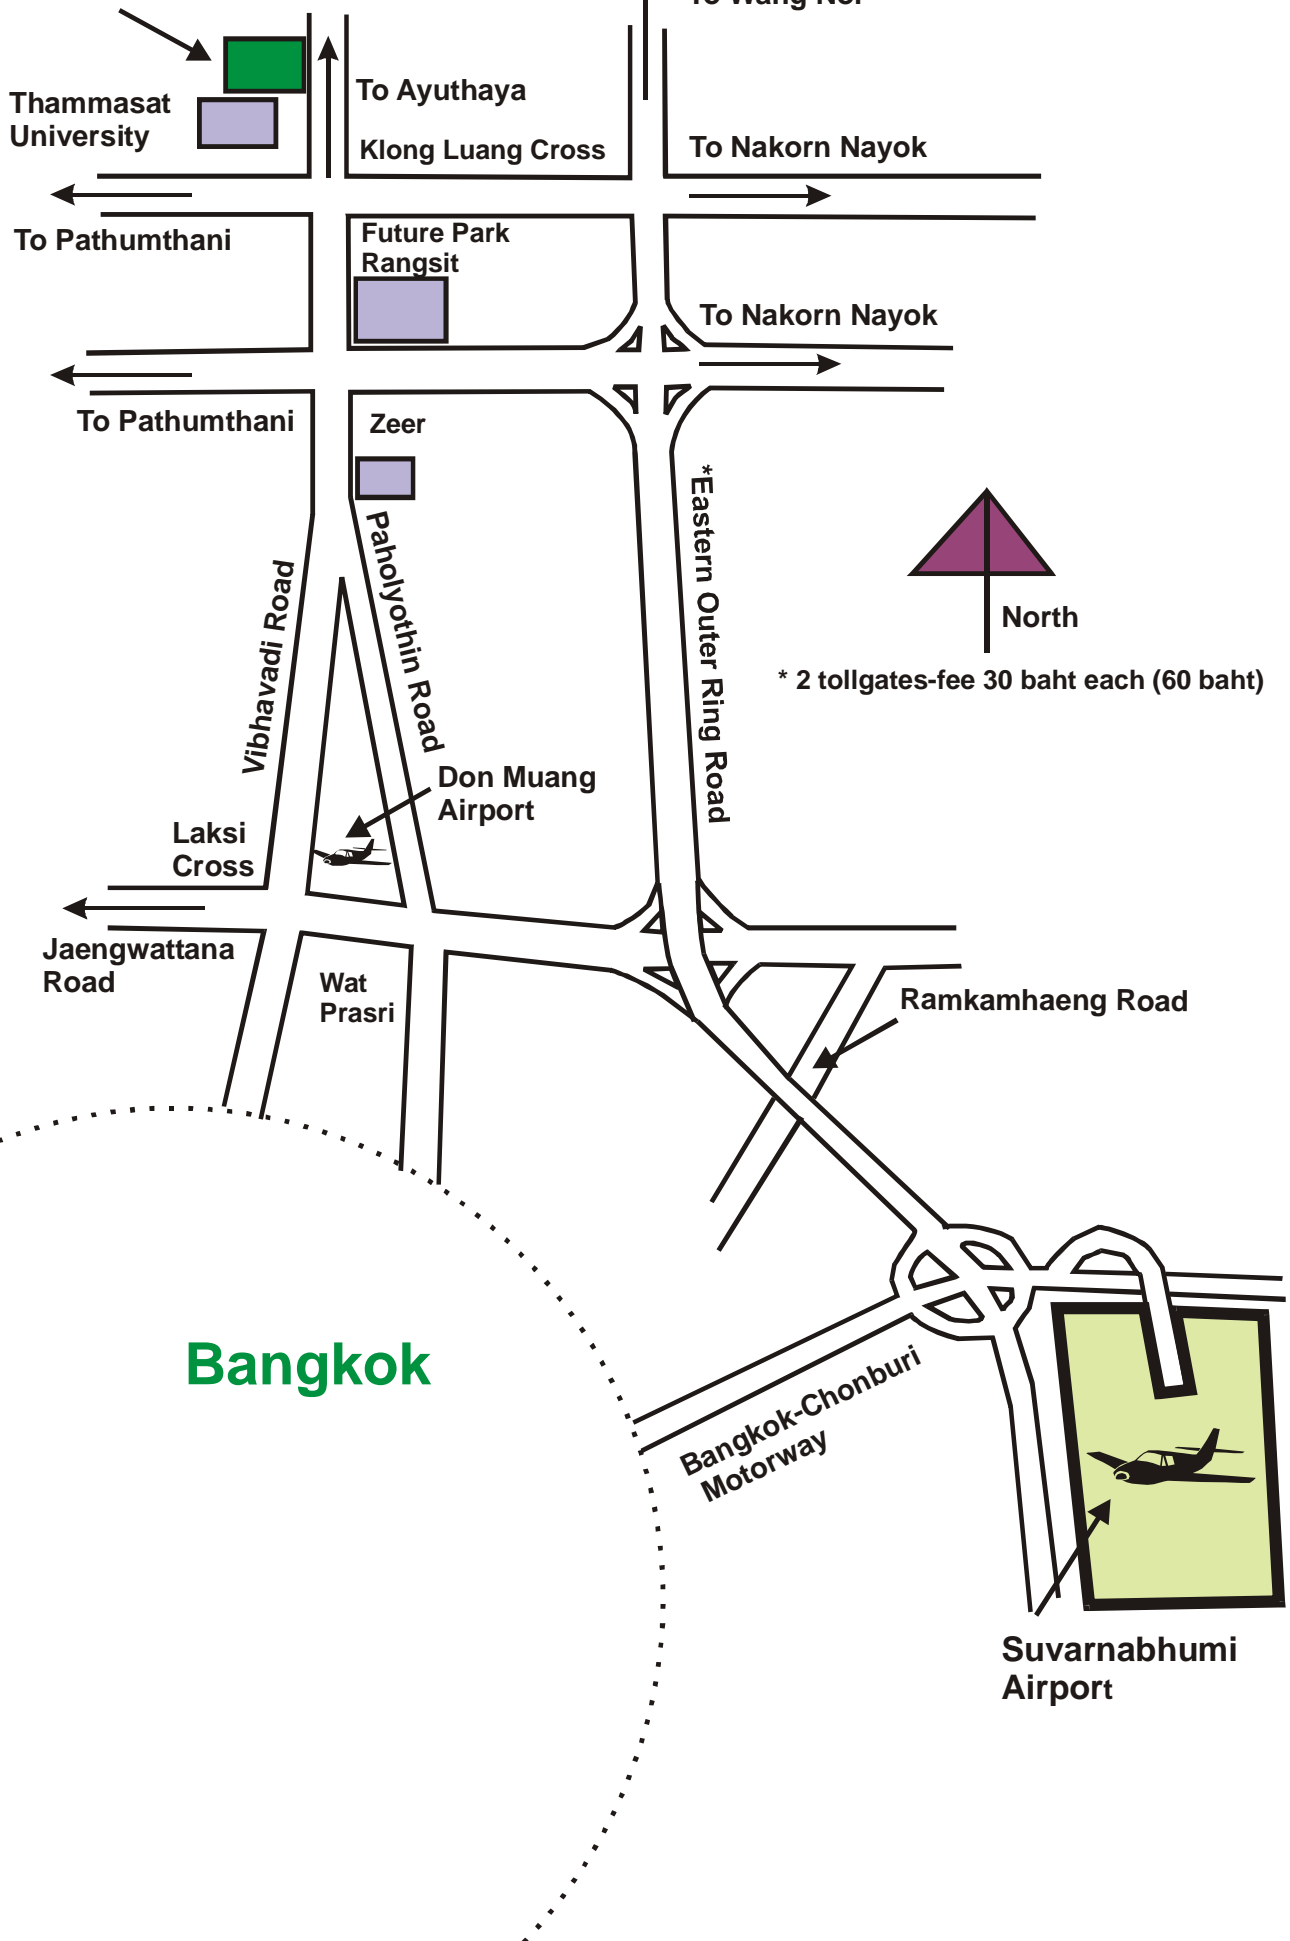 To Ayuthaya
Thammasat
University
Klong Luang Cross
To Nakorn Nayok
To Pathumthani
Future Park
Rangsit
To Nakorn Nayok
To Pathumthani
Zeer
*Eastern Outer Ring Road
Paholyothin Road
Vibhavadi Road
North
* 2 tollgates-fee 30 baht each (60 baht)
Don Muang
Airport
Laksi
Cross
Jaengwattana
Road
Wat
Prasri
Ramkamhaeng Road
Bangkok
Bangkok-Chonburi
Motorway
Suvarnabhumi
Airport